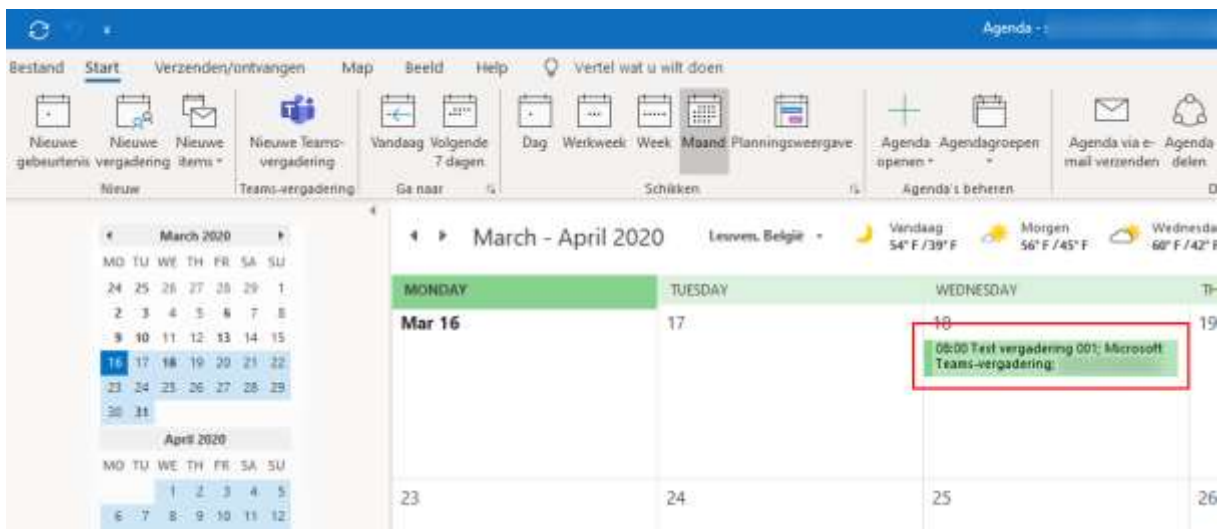 Agenda -
Bestand Start Verzenden/ontvangen Map Beeld Help Vertel wat u wilt doen
Nieuwe gebeurtenis
Nieuwe vergadering
Nieuwe items
Nieuwe Teams-vergadering
Vandaag
Volgende 7 dagen
Dag
Werkweek
Week
Maand
Planningsweergave
Agenda openen
Agendagroepen
Agenda via e-mail verzenden
Agenda delen
Nieuw
Teams-vergadering
Ga naar
Schikken
Agenda's beheren
D
March 2020
MO TU WE TH FR SA SU
24 25 26 27 28 29 1
2 3 4 5 6 7 8
9 10 11 12 13 14 15
16 17 18 19 20 21 22
23 24 25 26 27 28 29
30 31
April 2020
MO TU WE TH FR SA SU
1 2 3 4 5
6 7 8 9 10 11 12
March - April 2020
Leuven, België
Vandaag
54° F / 39° F
Morgen
56° F / 45° F
Wednesda
60° F / 42° F
MONDAY TUESDAY WEDNESDAY TH
Mar 16 17 18 19
08:00 Test vergadering 001; Microsoft
Teams-vergadering;
23 24 25 26